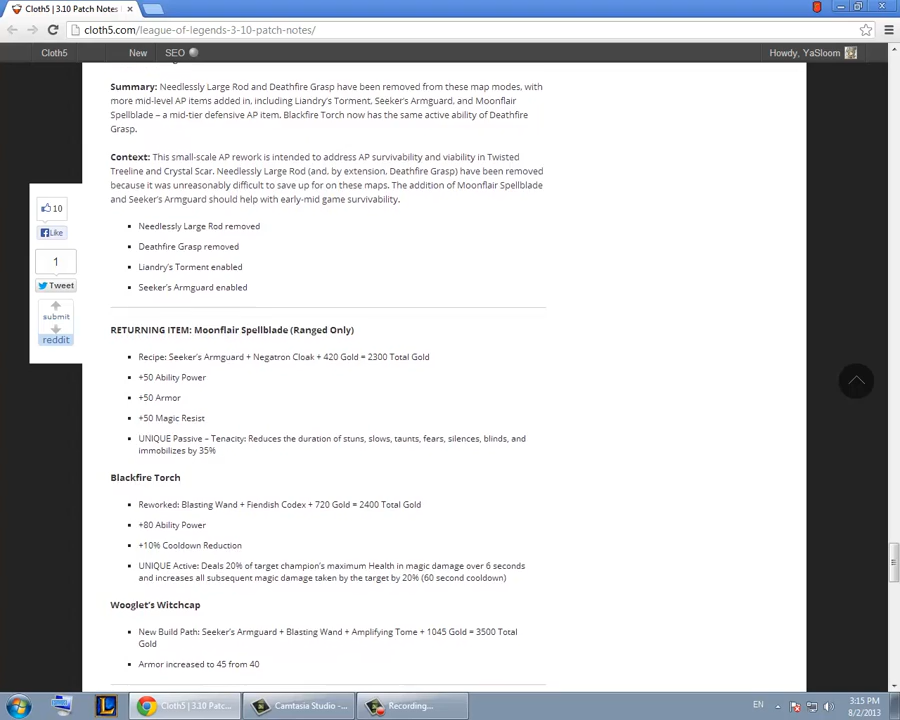 Cloth5 | 3.10 Patch Notes
cloth5.com/league-of-legends-3-10-patch-notes/
Cloth5 New SEO Howdy, YaSloom
Summary: Needlessly Large Rod and Deathfire Grasp have been removed from these map modes, with
more mid-level AP items added in, including Liandry's Torment, Seeker's Armguard, and Moonflair
Spellblade – a mid-tier defensive AP item. Blackfire Torch now has the same active ability of Deathfire
Grasp.
Context: This small-scale AP rework is intended to address AP survivability and viability in Twisted
Treeline and Crystal Scar. Needlessly Large Rod (and, by extension, Deathfire Grasp) have been removed
because it was unreasonably difficult to save up for on these maps. The addition of Moonflair Spellblade
and Seeker's Armguard should help with early-mid game survivability.
10
Like
1
Tweet
submit
reddit
Needlessly Large Rod removed
Deathfire Grasp removed
Liandry's Torment enabled
Seeker's Armguard enabled
RETURNING ITEM: Moonflair Spellblade (Ranged Only)
Recipe: Seeker's Armguard + Negatron Cloak + 420 Gold = 2300 Total Gold
+50 Ability Power
+50 Armor
+50 Magic Resist
UNIQUE Passive – Tenacity: Reduces the duration of stuns, slows, taunts, fears, silences, blinds, and
immobilizes by 35%
Blackfire Torch
Reworked: Blasting Wand + Fiendish Codex + 720 Gold = 2400 Total Gold
+80 Ability Power
+10% Cooldown Reduction
UNIQUE Active: Deals 20% of target champion's maximum Health in magic damage over 6 seconds
and increases all subsequent magic damage taken by the target by 20% (60 second cooldown)
Wooglet's Witchcap
New Build Path: Seeker's Armguard + Blasting Wand + Amplifying Tome + 1045 Gold = 3500 Total
Gold
Armor increased to 45 from 40
Cloth5 | 3.10 Patc... Camtasia Studio -... Recording... EN 3:15 PM
8/2/2013